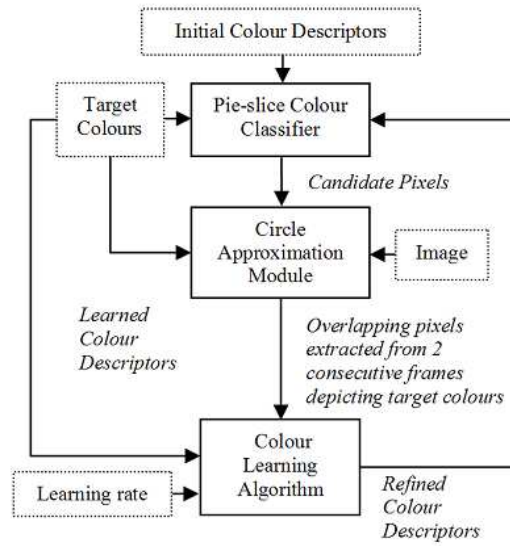 Initial Colour Descriptors
Target
Colours
Pie-slice Colour
Classifier
Candidate Pixels
Circle
Approximation
Module
Image
Learned
Colour
Descriptors
Overlapping pixels
extracted from 2
consecutive frames
depicting target colours
Colour
Learning
Algorithm
Learning rate
Refined
Colour
Descriptors